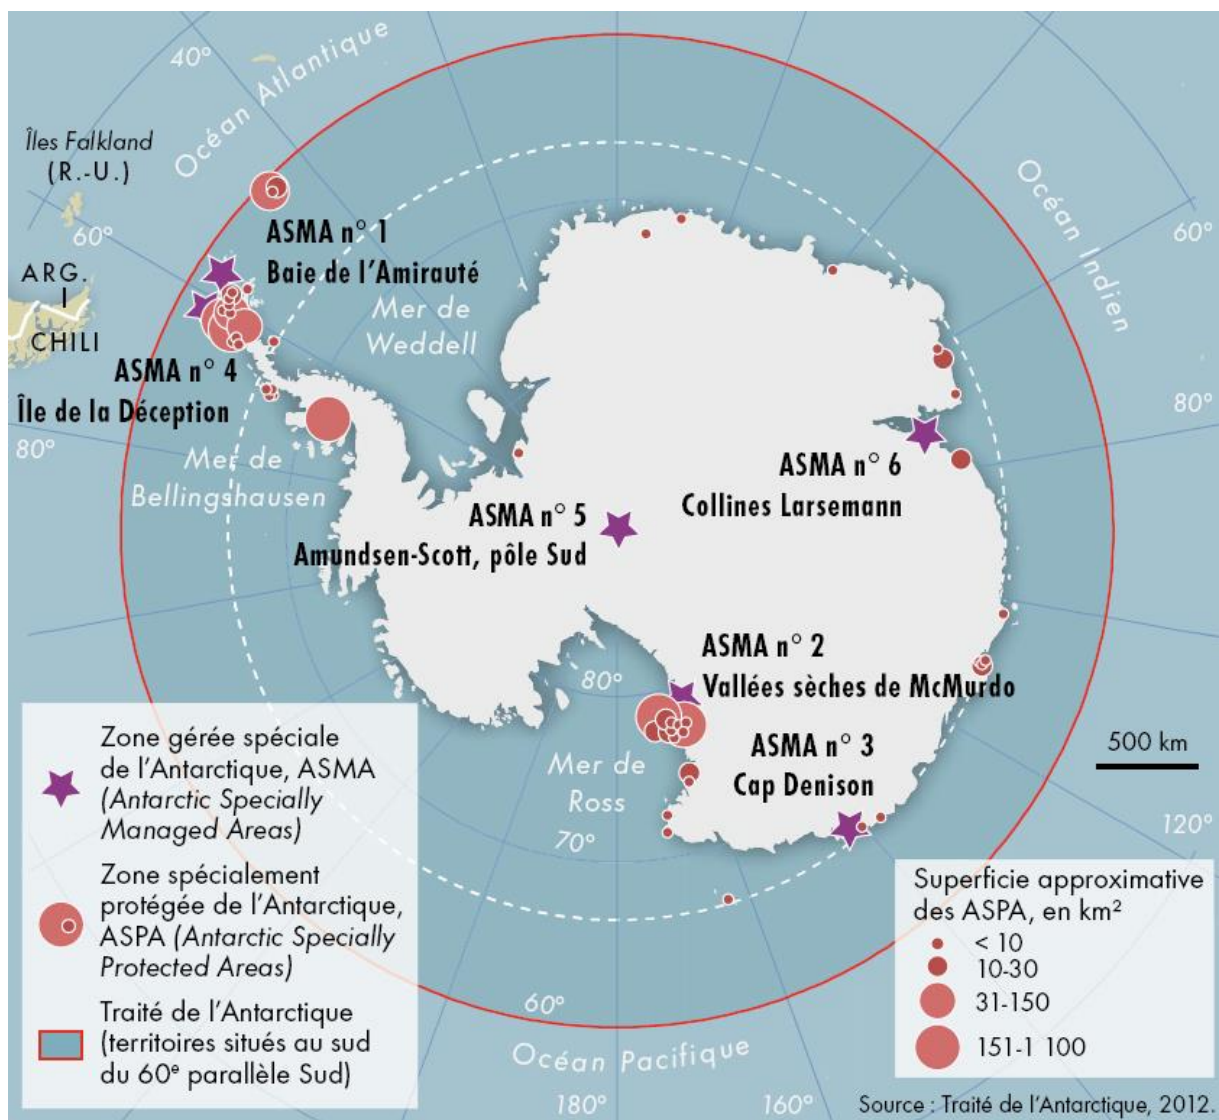 40°
Océan Atlantique
Îles Falkland
(R.-U.)
60°
ARG.
CHILI
80°
ASMA n° 1
Baie de l'Amirauté
Mer de
Weddell
ASMA n° 4
Île de la Déception
Mer de
Bellingshausen
Océan Indien
60°
80°
ASMA n° 6
Collines Larsemann
ASMA n° 5
Amundsen-Scott, pôle Sud
ASMA n° 2
Vallées sèches de McMurdo
80°
ASMA n° 3
Cap Denison
Mer de
Ross
70°
500 km
120°
60°
Océan Pacifique
180°
160°
Zone gérée spéciale
de l'Antarctique, ASMA
(Antarctic Specially
Managed Areas)
Zone spécialement
protégée de l'Antarctique,
ASPA (Antarctic Specially
Protected Areas)
Traité de l'Antarctique
(territoires situés au sud
du 60e parallèle Sud)
Superficie approximative
des ASPA, en km²
< 10
10-30
31-150
151-1 100
Source : Traité de l'Antarctique, 2012.